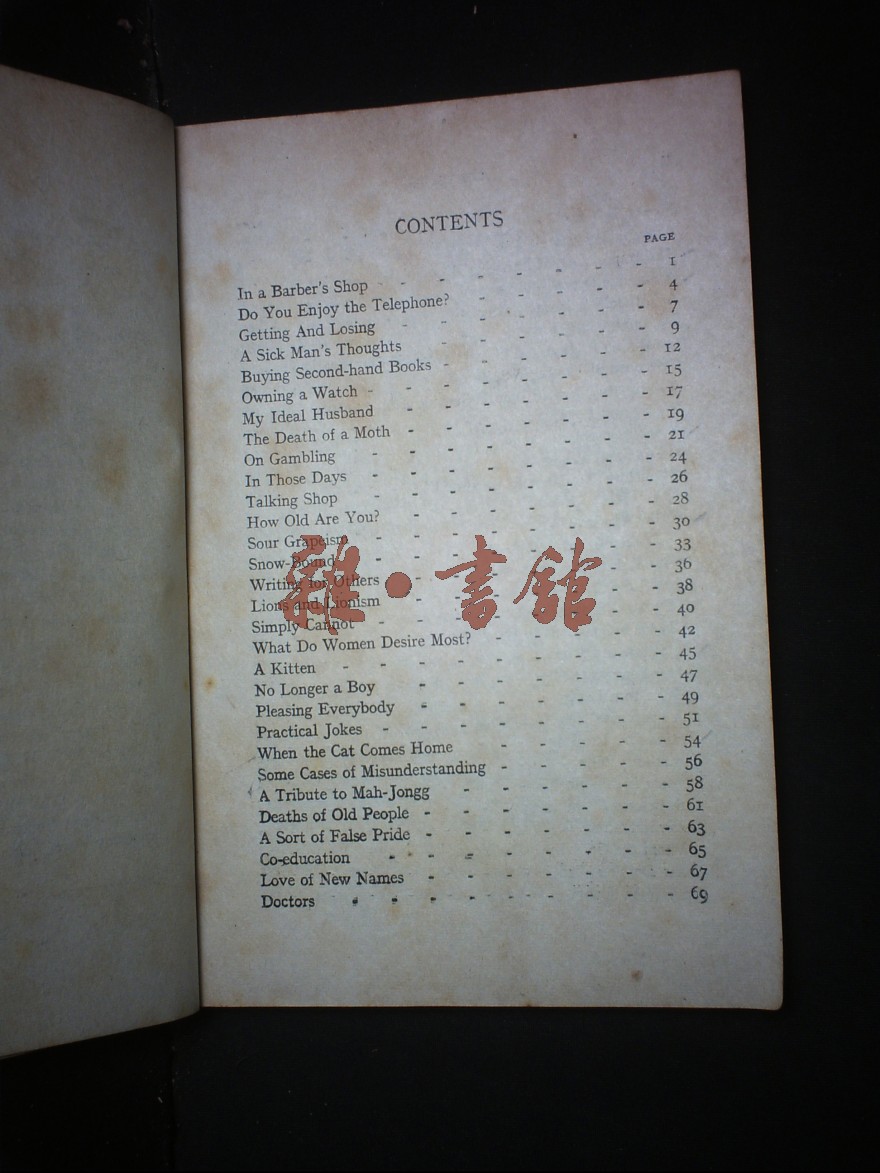 CONTENTS
PAGE
In a Barber's Shop - - - - - - - 1
Do You Enjoy the Telephone? - - - - - 4
Getting And Losing - - - - - - - 7
A Sick Man's Thoughts - - - - - - 9
Buying Second-hand Books - - - - - - 12
Owning a Watch - - - - - - - - 15
My Ideal Husband - - - - - - - 17
The Death of a Moth - - - - - - - 19
On Gambling - - - - - - - - 21
In Those Days - - - - - - - - 24
Talking Shop - - - - - - - - 26
How Old Are You? - - - - - - - 28
Sour Grapeism - - - - - - - - 30
Snow-Bound - - - - - - - - 33
Writing for Others - - - - - - - 36
Lions and Lionism - - - - - - - 38
Simply Cannot - - - - - - - - 40
What Do Women Desire Most? - - - - - 42
A Kitten - - - - - - - - - 45
No Longer a Boy - - - - - - - 47
Pleasing Everybody - - - - - - - 49
Practical Jokes - - - - - - - - 51
When the Cat Comes Home - - - - - 54
Some Cases of Misunderstanding - - - - - 56
A Tribute to Mah-Jongg - - - - - - 58
Deaths of Old People - - - - - - - 61
A Sort of False Pride - - - - - - - 63
Co-education - - - - - - - - 65
Love of New Names - - - - - - - 67
Doctors - - - - - - - - - 69
雜·書館